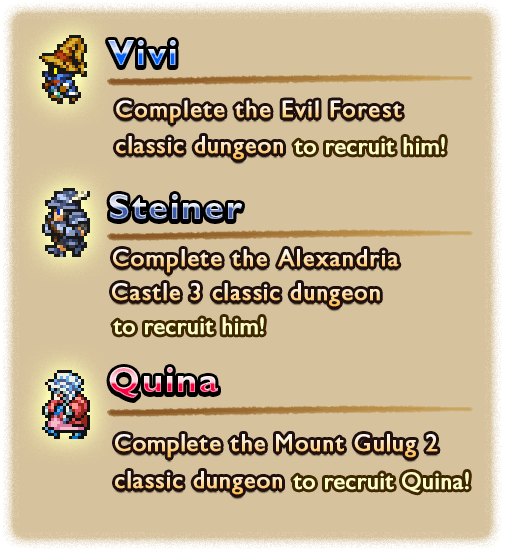 Vivi
Complete the Evil Forest
classic dungeon to recruit him!
Steiner
Complete the Alexandria
Castle 3 classic dungeon
to recruit him!
Quina
Complete the Mount Gulug 2
classic dungeon to recruit Quina!